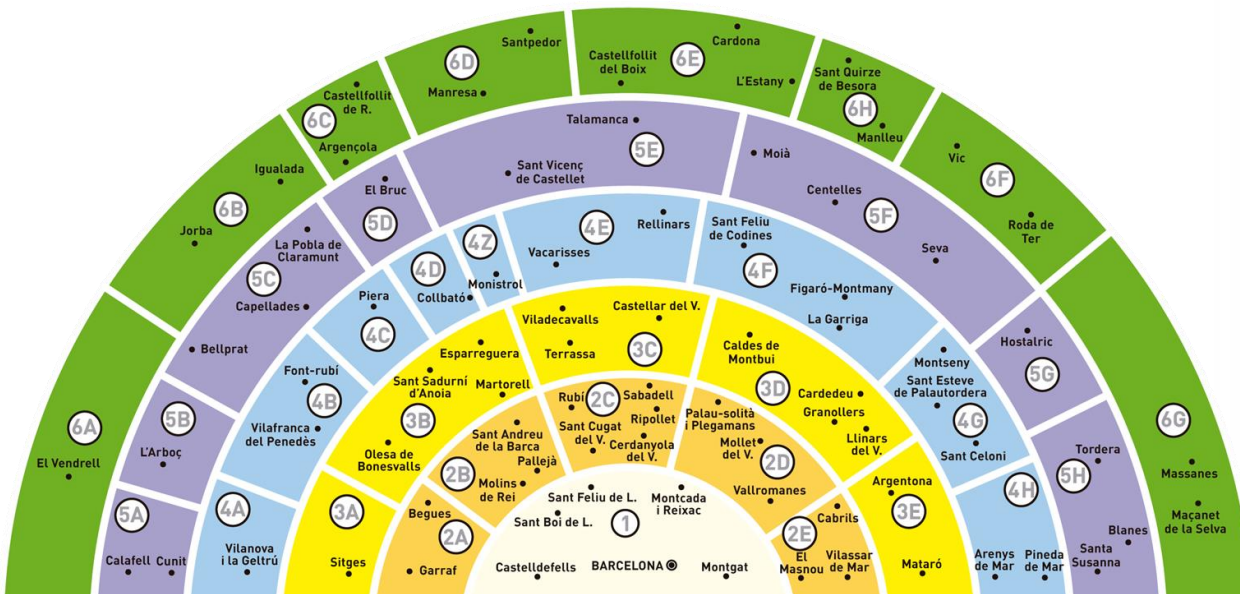 6D
Santpedor
Manresa
Castellfollit
del Boix
6E
Cardona
L'Estany
Sant Quirze
de Besora
6H
Manlleu
6C
Castellfollit
de R.
Argençola
Vic
6F
Roda de
Ter
Igualada
6B
Jorba
Talamanca
5E
Sant Vicenç
de Castellet
Moià
Centelles
5F
Seva
El Bruc
5D
La Pobla de
Claramunt
5C
Capellades
Bellprat
4Z
Monistrol
4E
Rellinars
Vacarisses
Sant Feliu
de Codines
4F
Figaró-Montmany
La Garriga
4D
Collbató
Piera
4C
Viladecavalls
Castellar del V.
Terrassa
3C
Caldes de
Montbui
3D
Cardedeu
Granollers
Llinars
del V.
Hostalric
5G
Montseny
Sant Esteve
de Palautordera
4G
Sant Celoni
Esparreguera
Sant Sadurní
d'Anoia
Martorell
3B
Olesa de
Bonesvalls
Font-rubí
4B
Vilafranca
del Penedès
Rubí
2C
Sabadell
Ripollet
Sant Cugat
del V.
Cerdanyola
del V.
Palau-solità
i Plegamans
Mollet
del V.
2D
Vallromanes
Sant Andreu
de la Barca
Pallejà
2B
Molins
de Rei
6A
El Vendrell
5B
L'Arboç
6G
Massanes
Maçanet
de la Selva
Tordera
5H
Blanes
Santa
Susanna
4H
Arenys
de Mar
Pineda
de Mar
Argentona
3E
Mataró
5A
Calafell
Cunit
4A
Vilanova
i la Geltrú
3A
Sitges
Begues
2A
Garraf
Sant Feliu de L.
Sant Boi de L.
1
Montcada
i Reixac
Castelldefells
BARCELONA
Montgat
Cabrils
2E
El
Masnou
Vilassar
de Mar